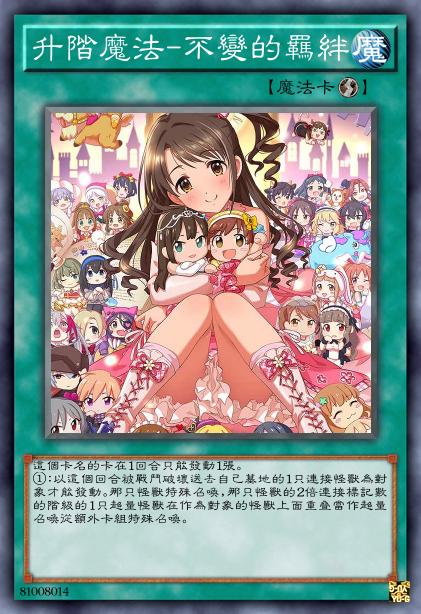 升階魔法-不變的羈絆 魔
【魔法卡】
這個卡名的卡在1回合只能發動1張。
①:以這個回合被戰鬥破壞送去自己墓地的1只連接怪獸為對
象才能發動。那只怪獸特殊召喚,那只怪獸的2倍連接標記數
的階級的1只超量怪獸在作為對象的怪獸上面重疊當作超量
召喚從額外卡組特殊召喚。
81008014